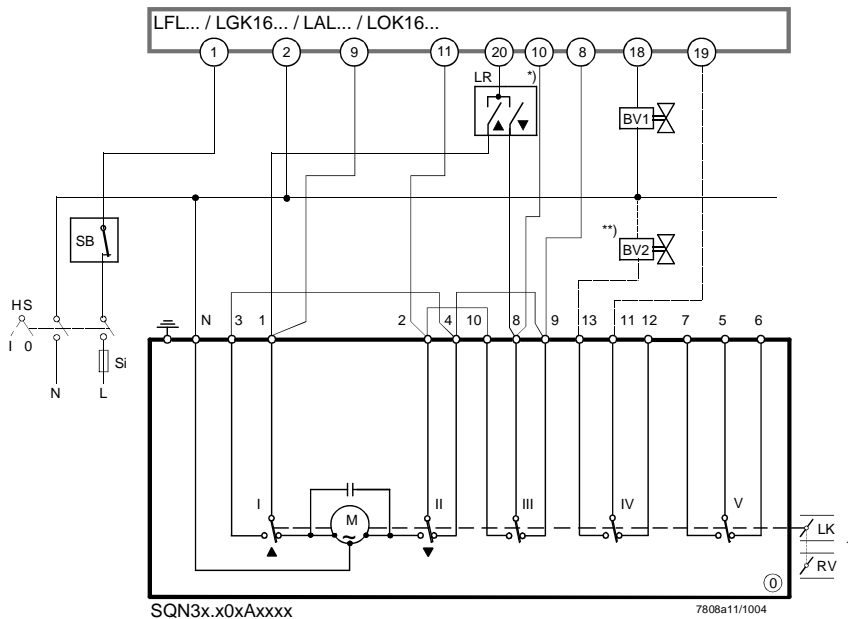 LFL... / LGK16... / LAL... / LOK16...
1 2 9 11 20 10 8 18 19
LR *)
BV1
SB
**)
BV2
HS
I 0
N 3 1 2 4 10 8 9 13 11 12 7 5 6
Si
N L
I II III IV V
M
~
LK
RV
0
SQN3x.x0xAxxxx
7808a11/1004